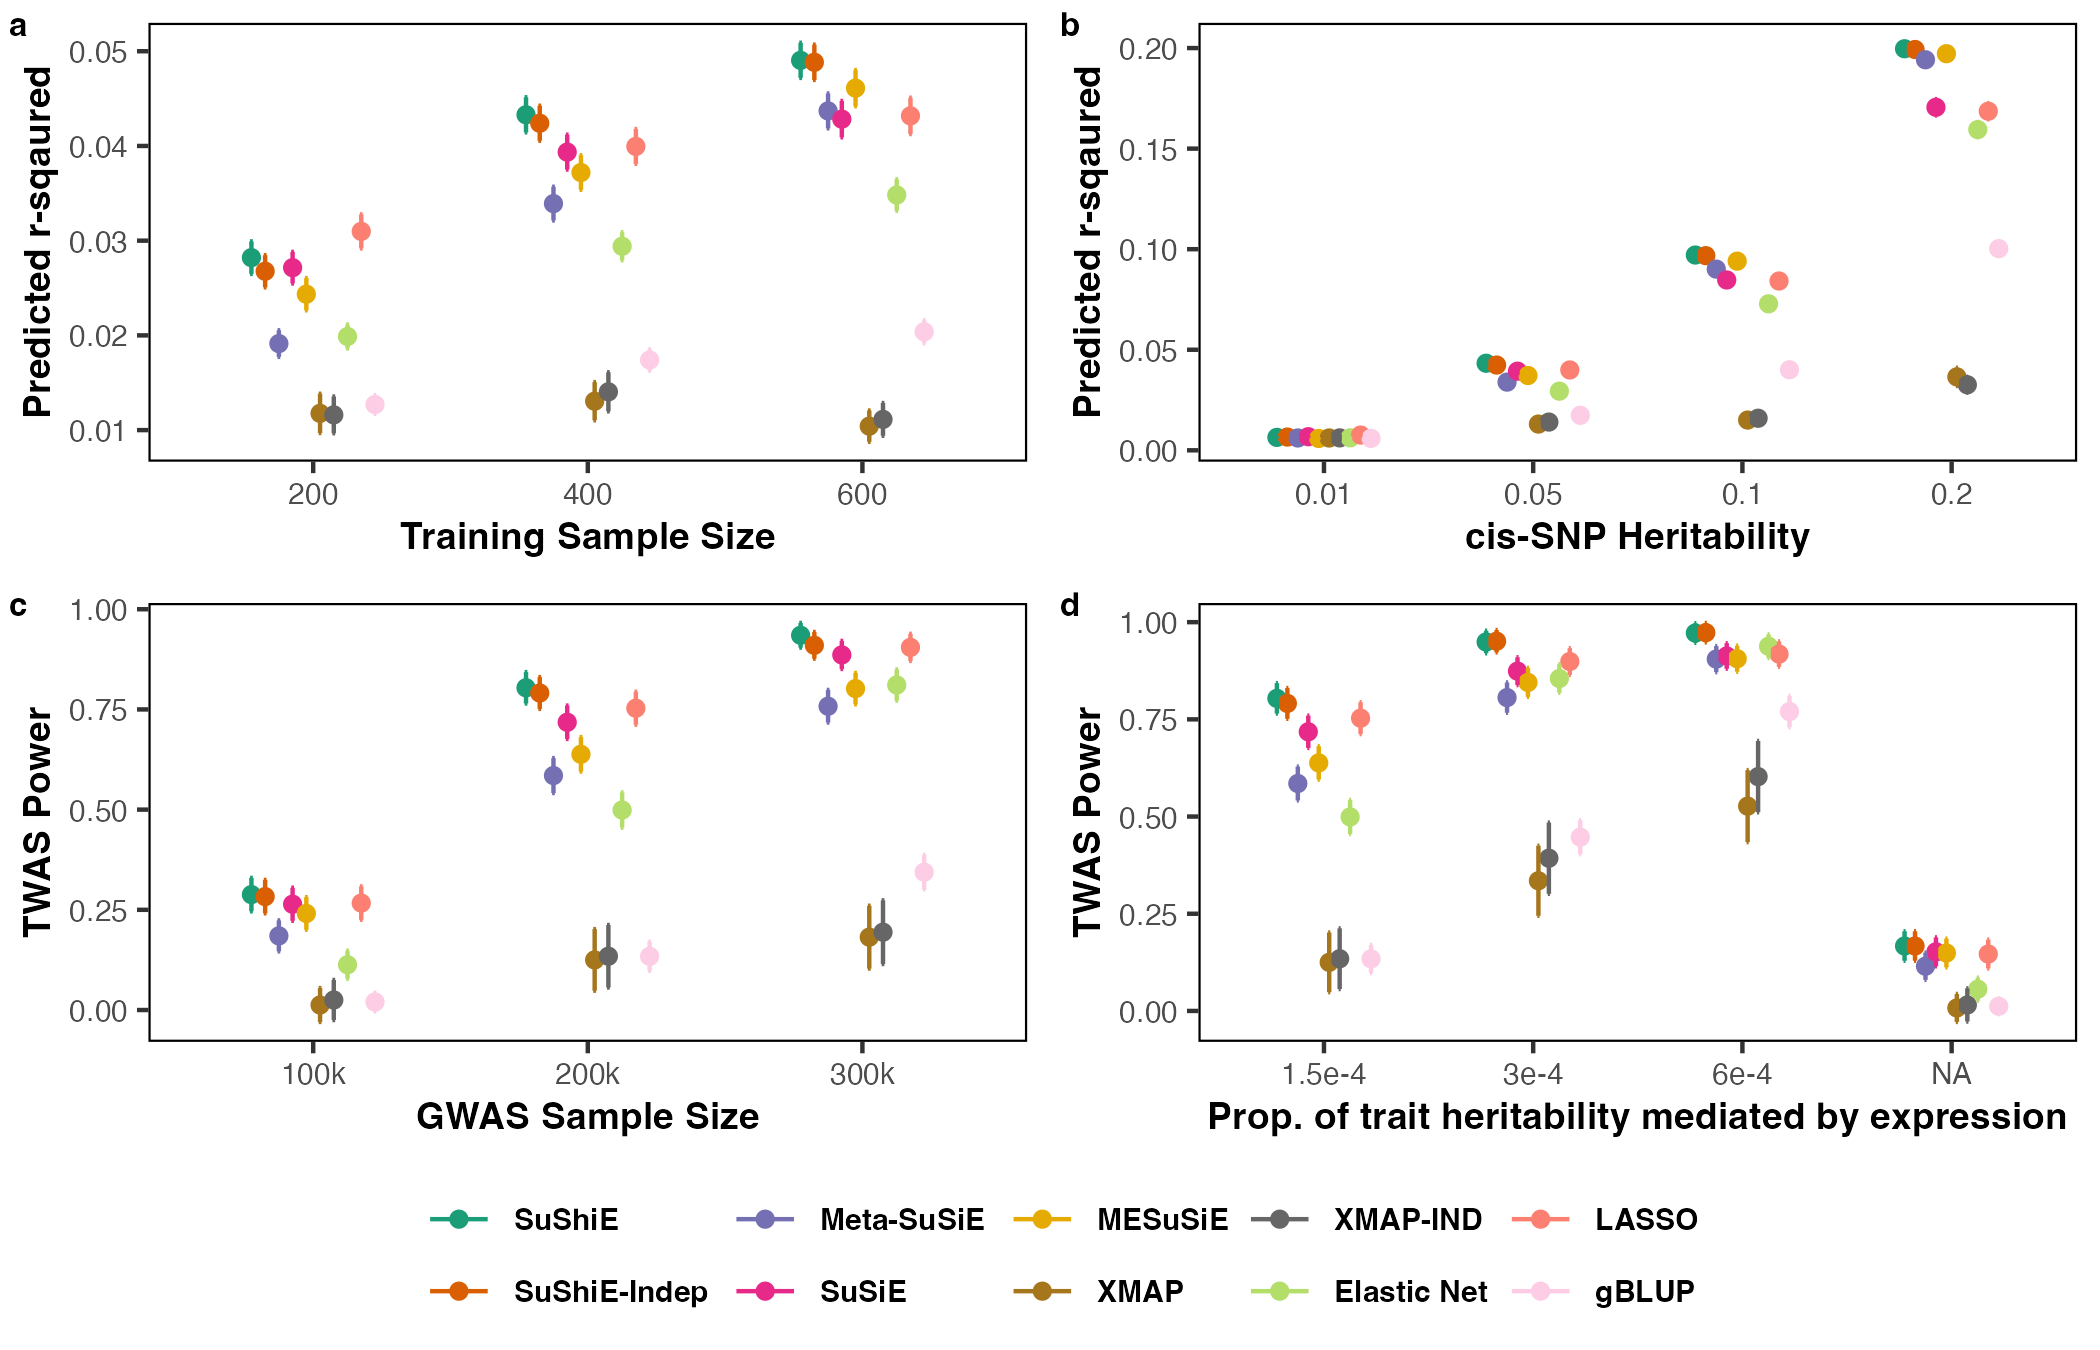 a
0.05
0.04
0.03
0.02
0.01
Predicted r-sqaured
200 400 600
Training Sample Size
b
0.20
0.15
0.10
0.05
0.00
Predicted r-sqaured
0.01 0.05 0.1 0.2
cis-SNP Heritability
c
1.00
0.75
0.50
0.25
0.00
TWAS Power
100k 200k 300k
GWAS Sample Size
d
1.00
0.75
0.50
0.25
0.00
TWAS Power
1.5e-4 3e-4 6e-4 NA
Prop. of trait heritability mediated by expression
SuShiE Meta-SuSiE MESuSiE XMAP-IND LASSO
SuShiE-Indep SuSiE XMAP Elastic Net gBLUP